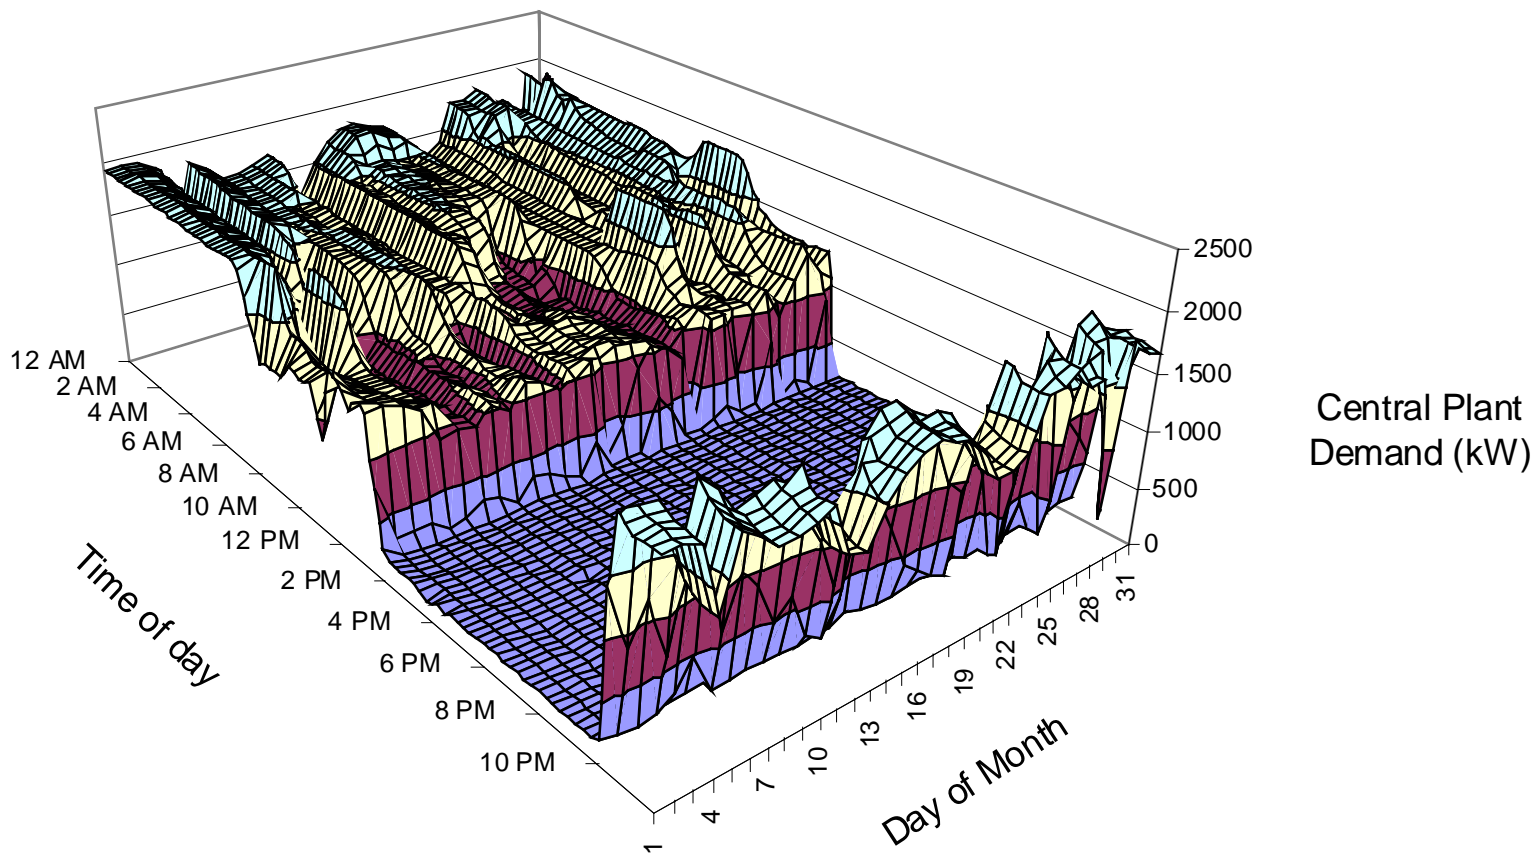 2500
2000
1500
1000
500
0
Central Plant
Demand (kW)
12 AM
2 AM
4 AM
6 AM
8 AM
10 AM
12 PM
2 PM
4 PM
6 PM
8 PM
10 PM
Time of day
1
4
7
10
13
16
19
22
25
28
31
Day of Month